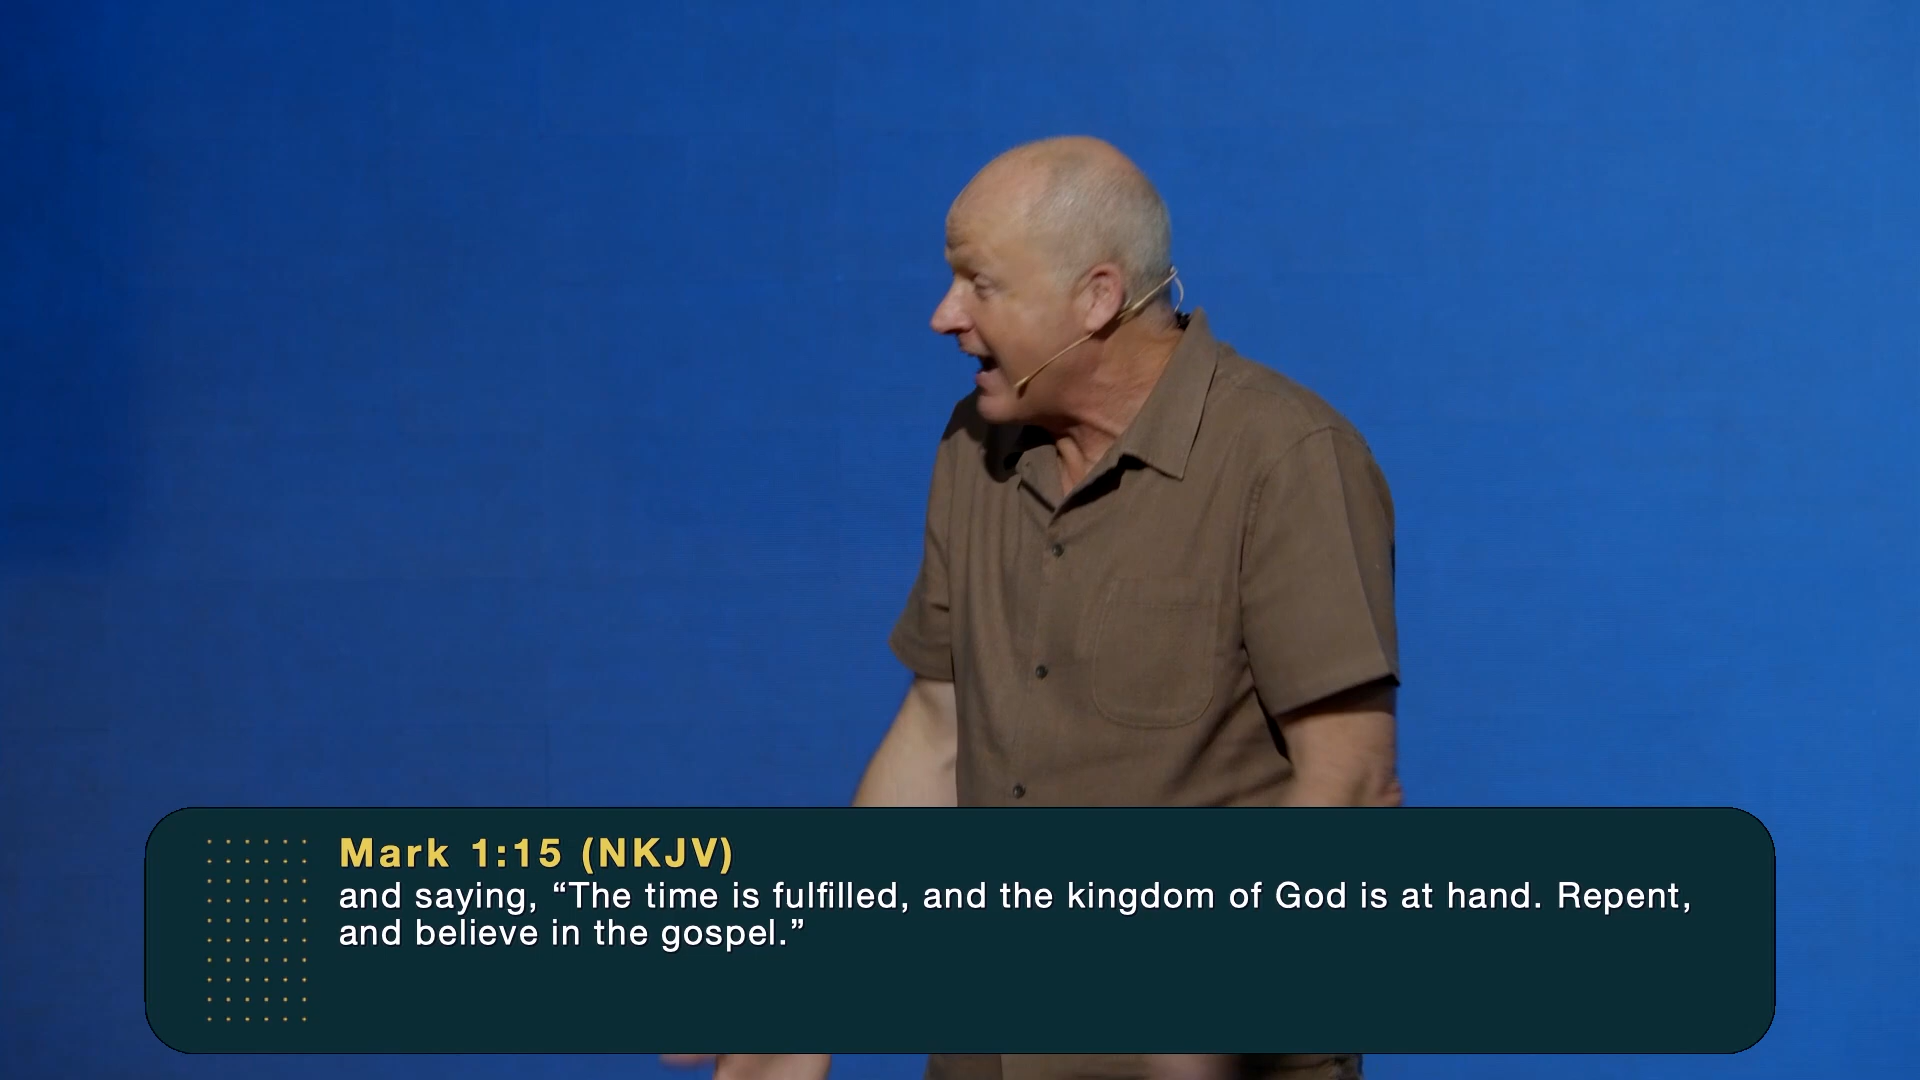 Mark 1:15 (NKJV)
and saying, “The time is fulfilled, and the kingdom of God is at hand. Repent,
and believe in the gospel.”